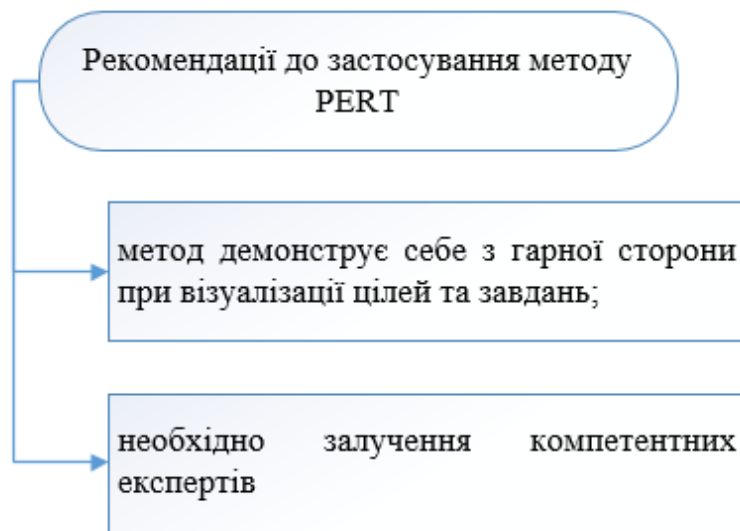 Рекомендації до застосування методу
PERT
метод демонструє себе з гарної сторони
при візуалізації цілей та завдань;
необхідно залучення компетентних
експертів